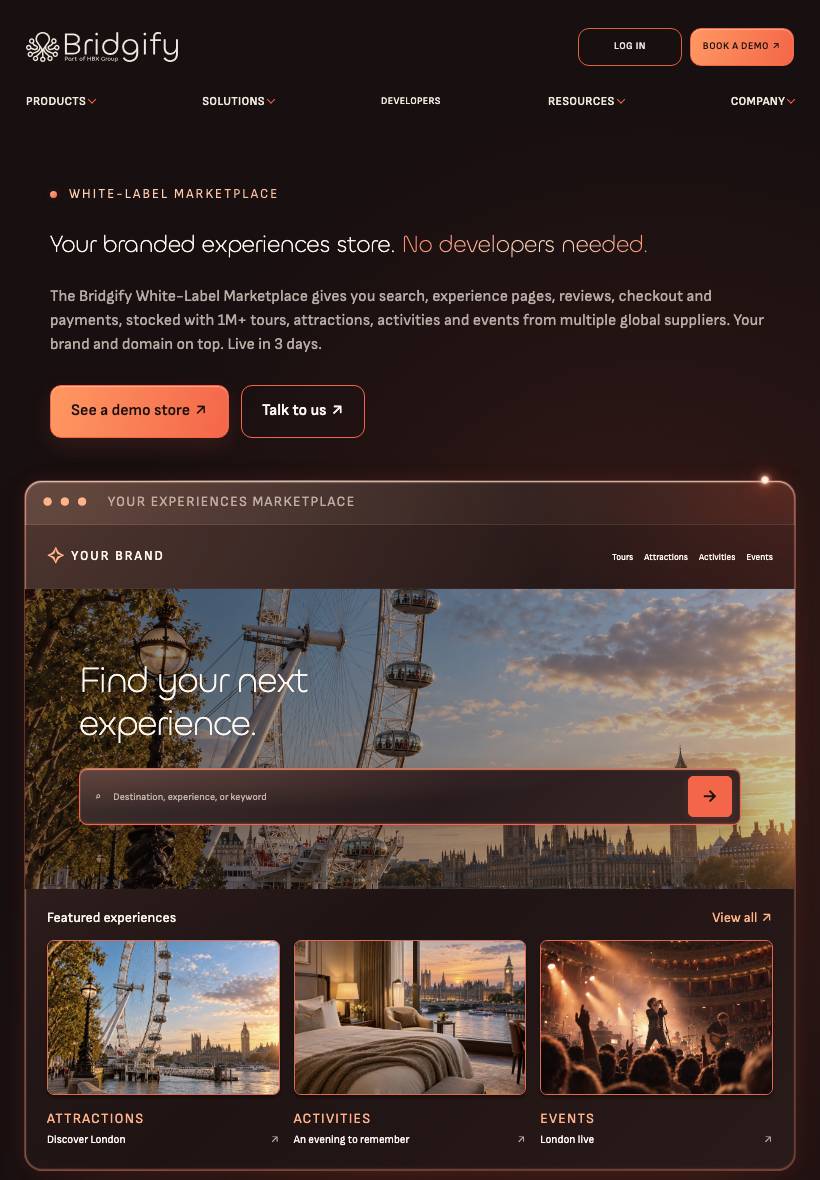 Bridgify
Part of HBX Group
LOG IN
BOOK A DEMO ↗
PRODUCTS
SOLUTIONS
DEVELOPERS
RESOURCES
COMPANY
WHITE-LABEL MARKETPLACE
Your branded experiences store. No developers needed.
The Bridgify White-Label Marketplace gives you search, experience pages, reviews, checkout and
payments, stocked with 1M+ tours, attractions, activities and events from multiple global suppliers. Your
brand and domain on top. Live in 3 days.
See a demo store ↗
Talk to us ↗
YOUR EXPERIENCES MARKETPLACE
YOUR BRAND
Tours
Attractions
Activities
Events
Find your next
experience.
Destination, experience, or keyword
→
Featured experiences
View all ↗
ATTRACTIONS
Discover London ↗
ACTIVITIES
An evening to remember ↗
EVENTS
London live ↗